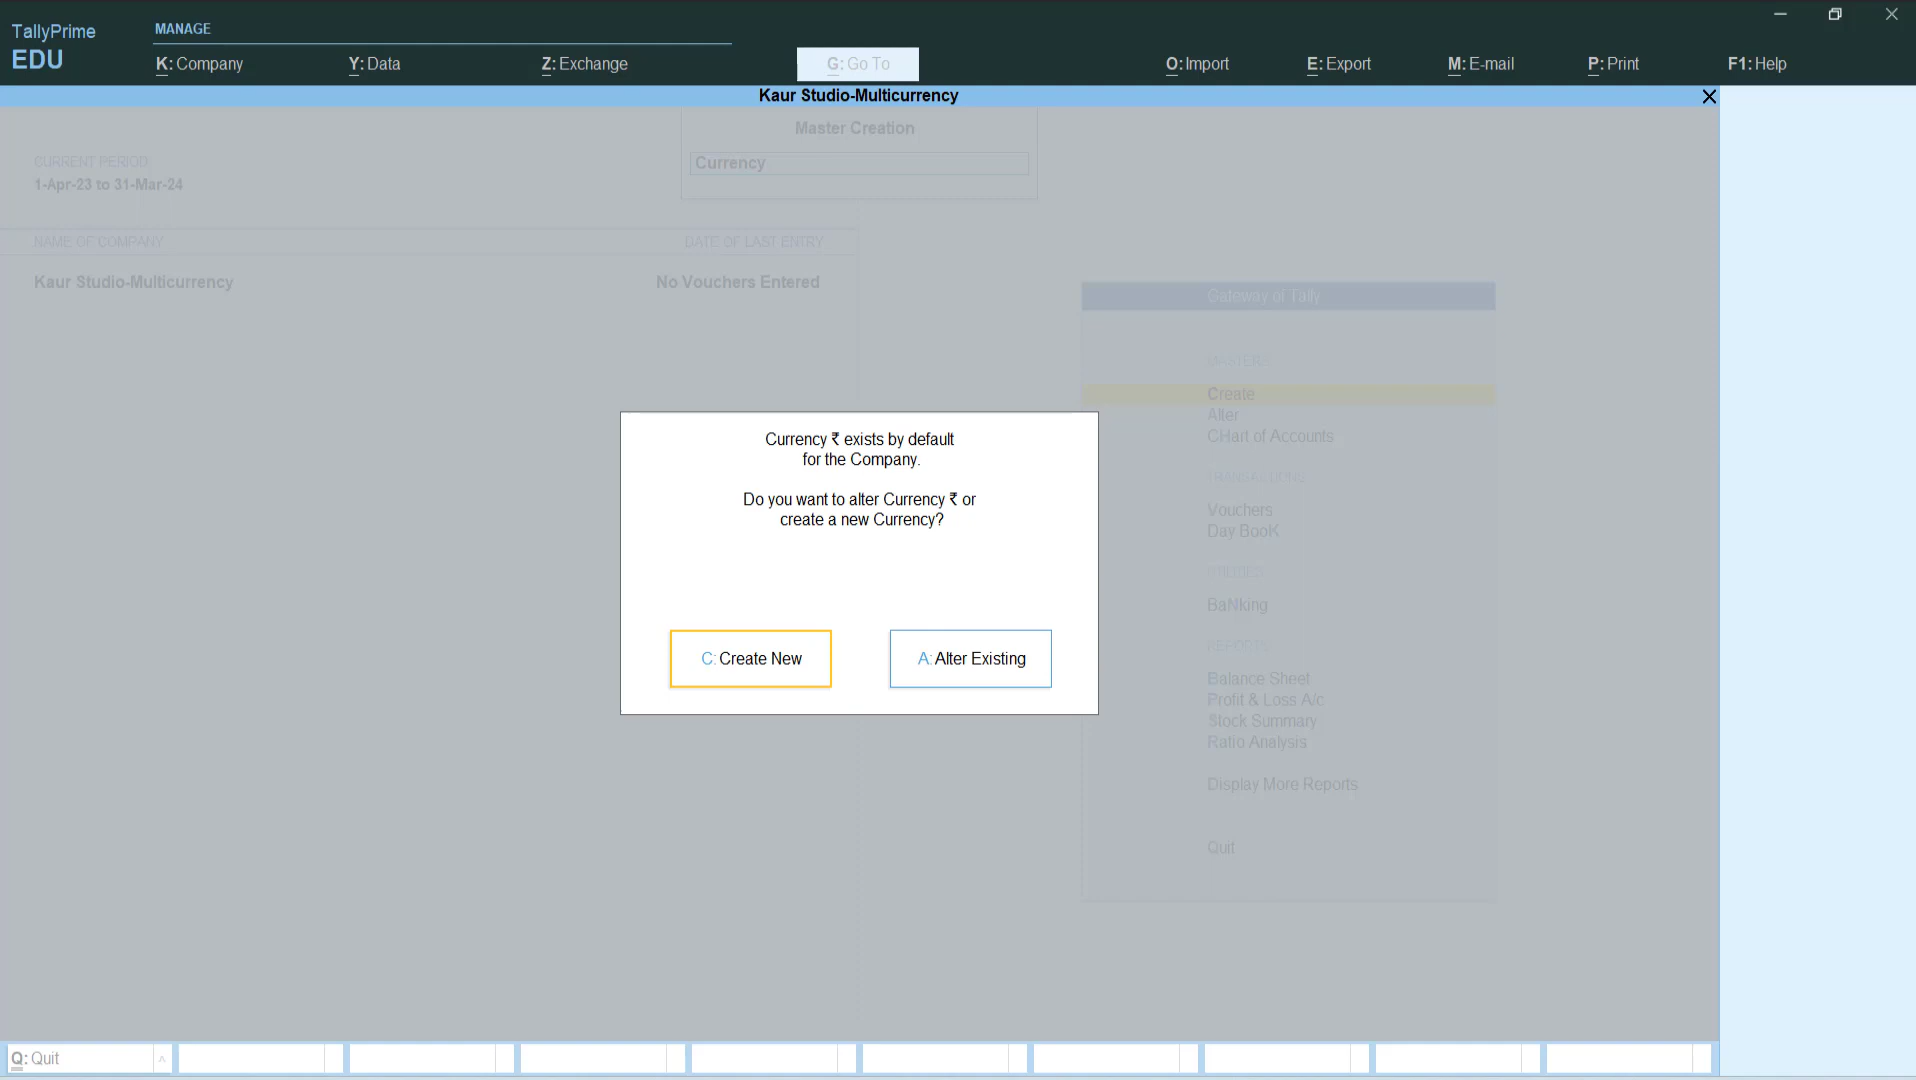 TallyPrime
EDU
MANAGE
K: Company
Y: Data
Z: Exchange
G: Go To
O: Import
E: Export
M: E-mail
P: Print
F1: Help
Kaur Studio-Multicurrency
Master Creation
Currency
CURRENT PERIOD
1-Apr-23 to 31-Mar-24
NAME OF COMPANY
DATE OF LAST ENTRY
Kaur Studio-Multicurrency
No Vouchers Entered
Gateway of Tally
MASTERS
Create
Alter
CHart of Accounts
TRANSACTIONS
Vouchers
Day BooK
UTILITIES
BaNking
REPORTS
Balance Sheet
Profit & Loss A/c
Stock Summary
Ratio Analysis
Display More Reports
Quit
Currency ₹ exists by default
for the Company.
Do you want to alter Currency ₹ or
create a new Currency?
C: Create New
A: Alter Existing
Q: Quit